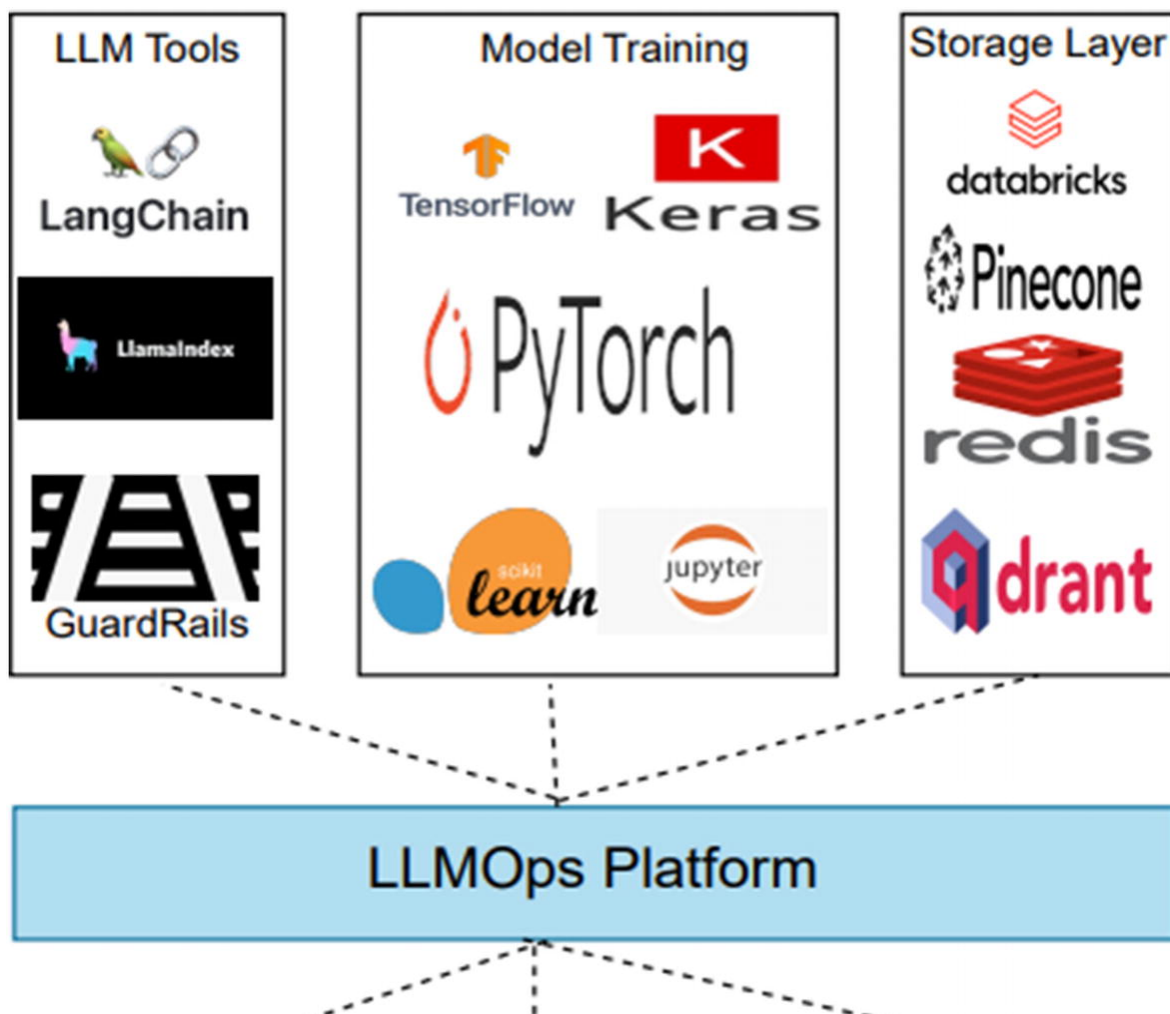 LLM Tools
LangChain
LlamaIndex
GuardRails
Model Training
TensorFlow
K
Keras
PyTorch
scikit
learn
jupyter
Storage Layer
databricks
Pinecone
redis
qdrant
LLMOps Platform